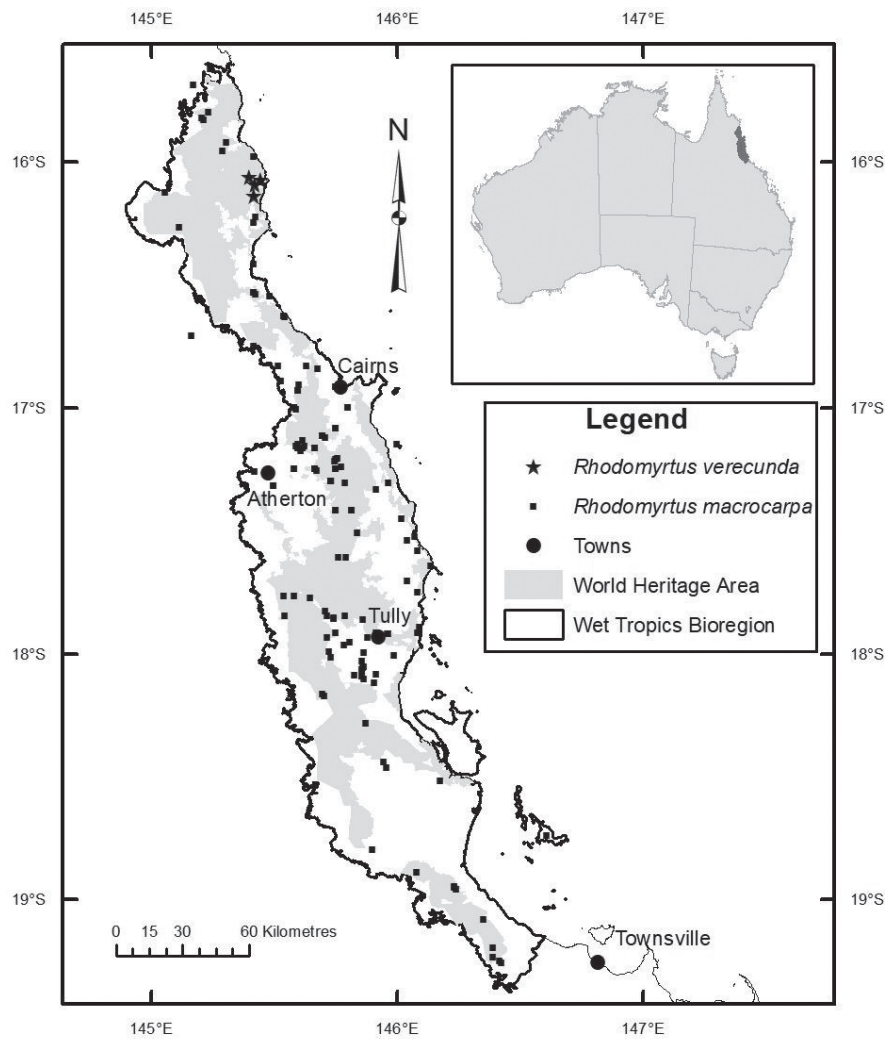 145°E 146°E 147°E
16°S 16°S
N
Cairns
17°S 17°S
Atherton
Legend
Rhodomyrtus verecunda
Rhodomyrtus macrocarpa
Towns
World Heritage Area
Wet Tropics Bioregion
Tully
18°S 18°S
19°S 19°S
0 15 30 60 Kilometres
Townsville
145°E 146°E 147°E